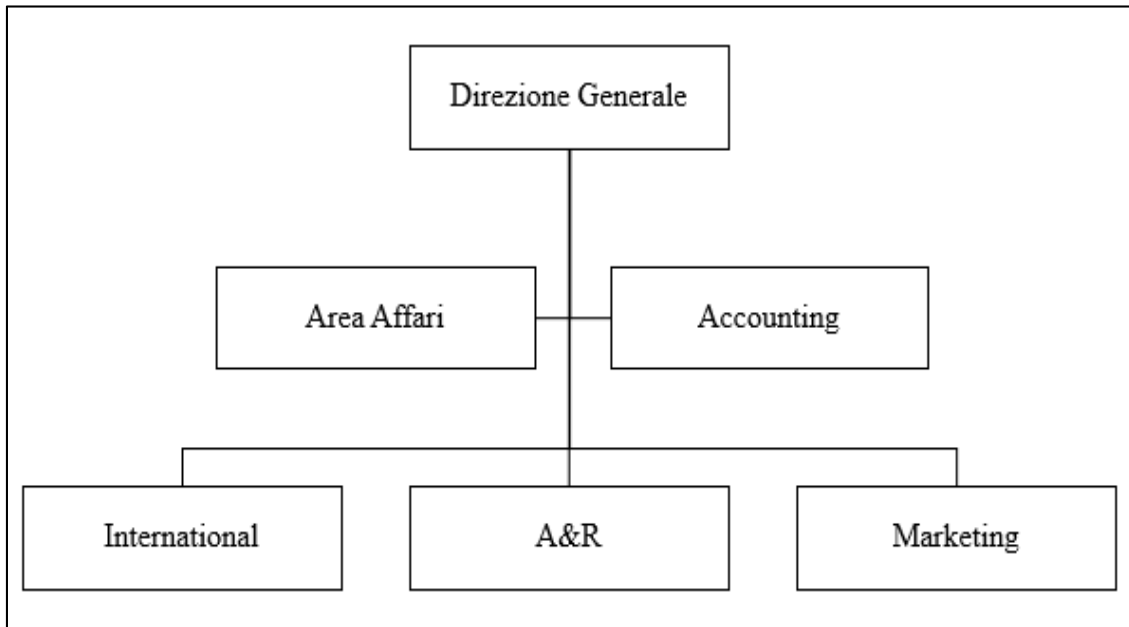 Direzione Generale
Area Affari
Accounting
International
A&R
Marketing